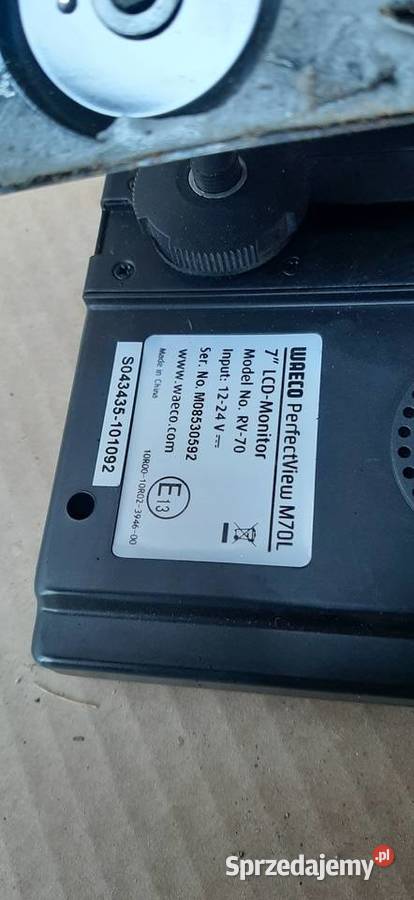 WAECO PerfectView M70L
7" LCD-Monitor
Model No. RV-70
Input: 12-24 V
Ser. No. M08530592
www.waeco.com
Made in China
E13
10R00-10R02-3946-00
S043435-101092
Sprzedajemy.pl